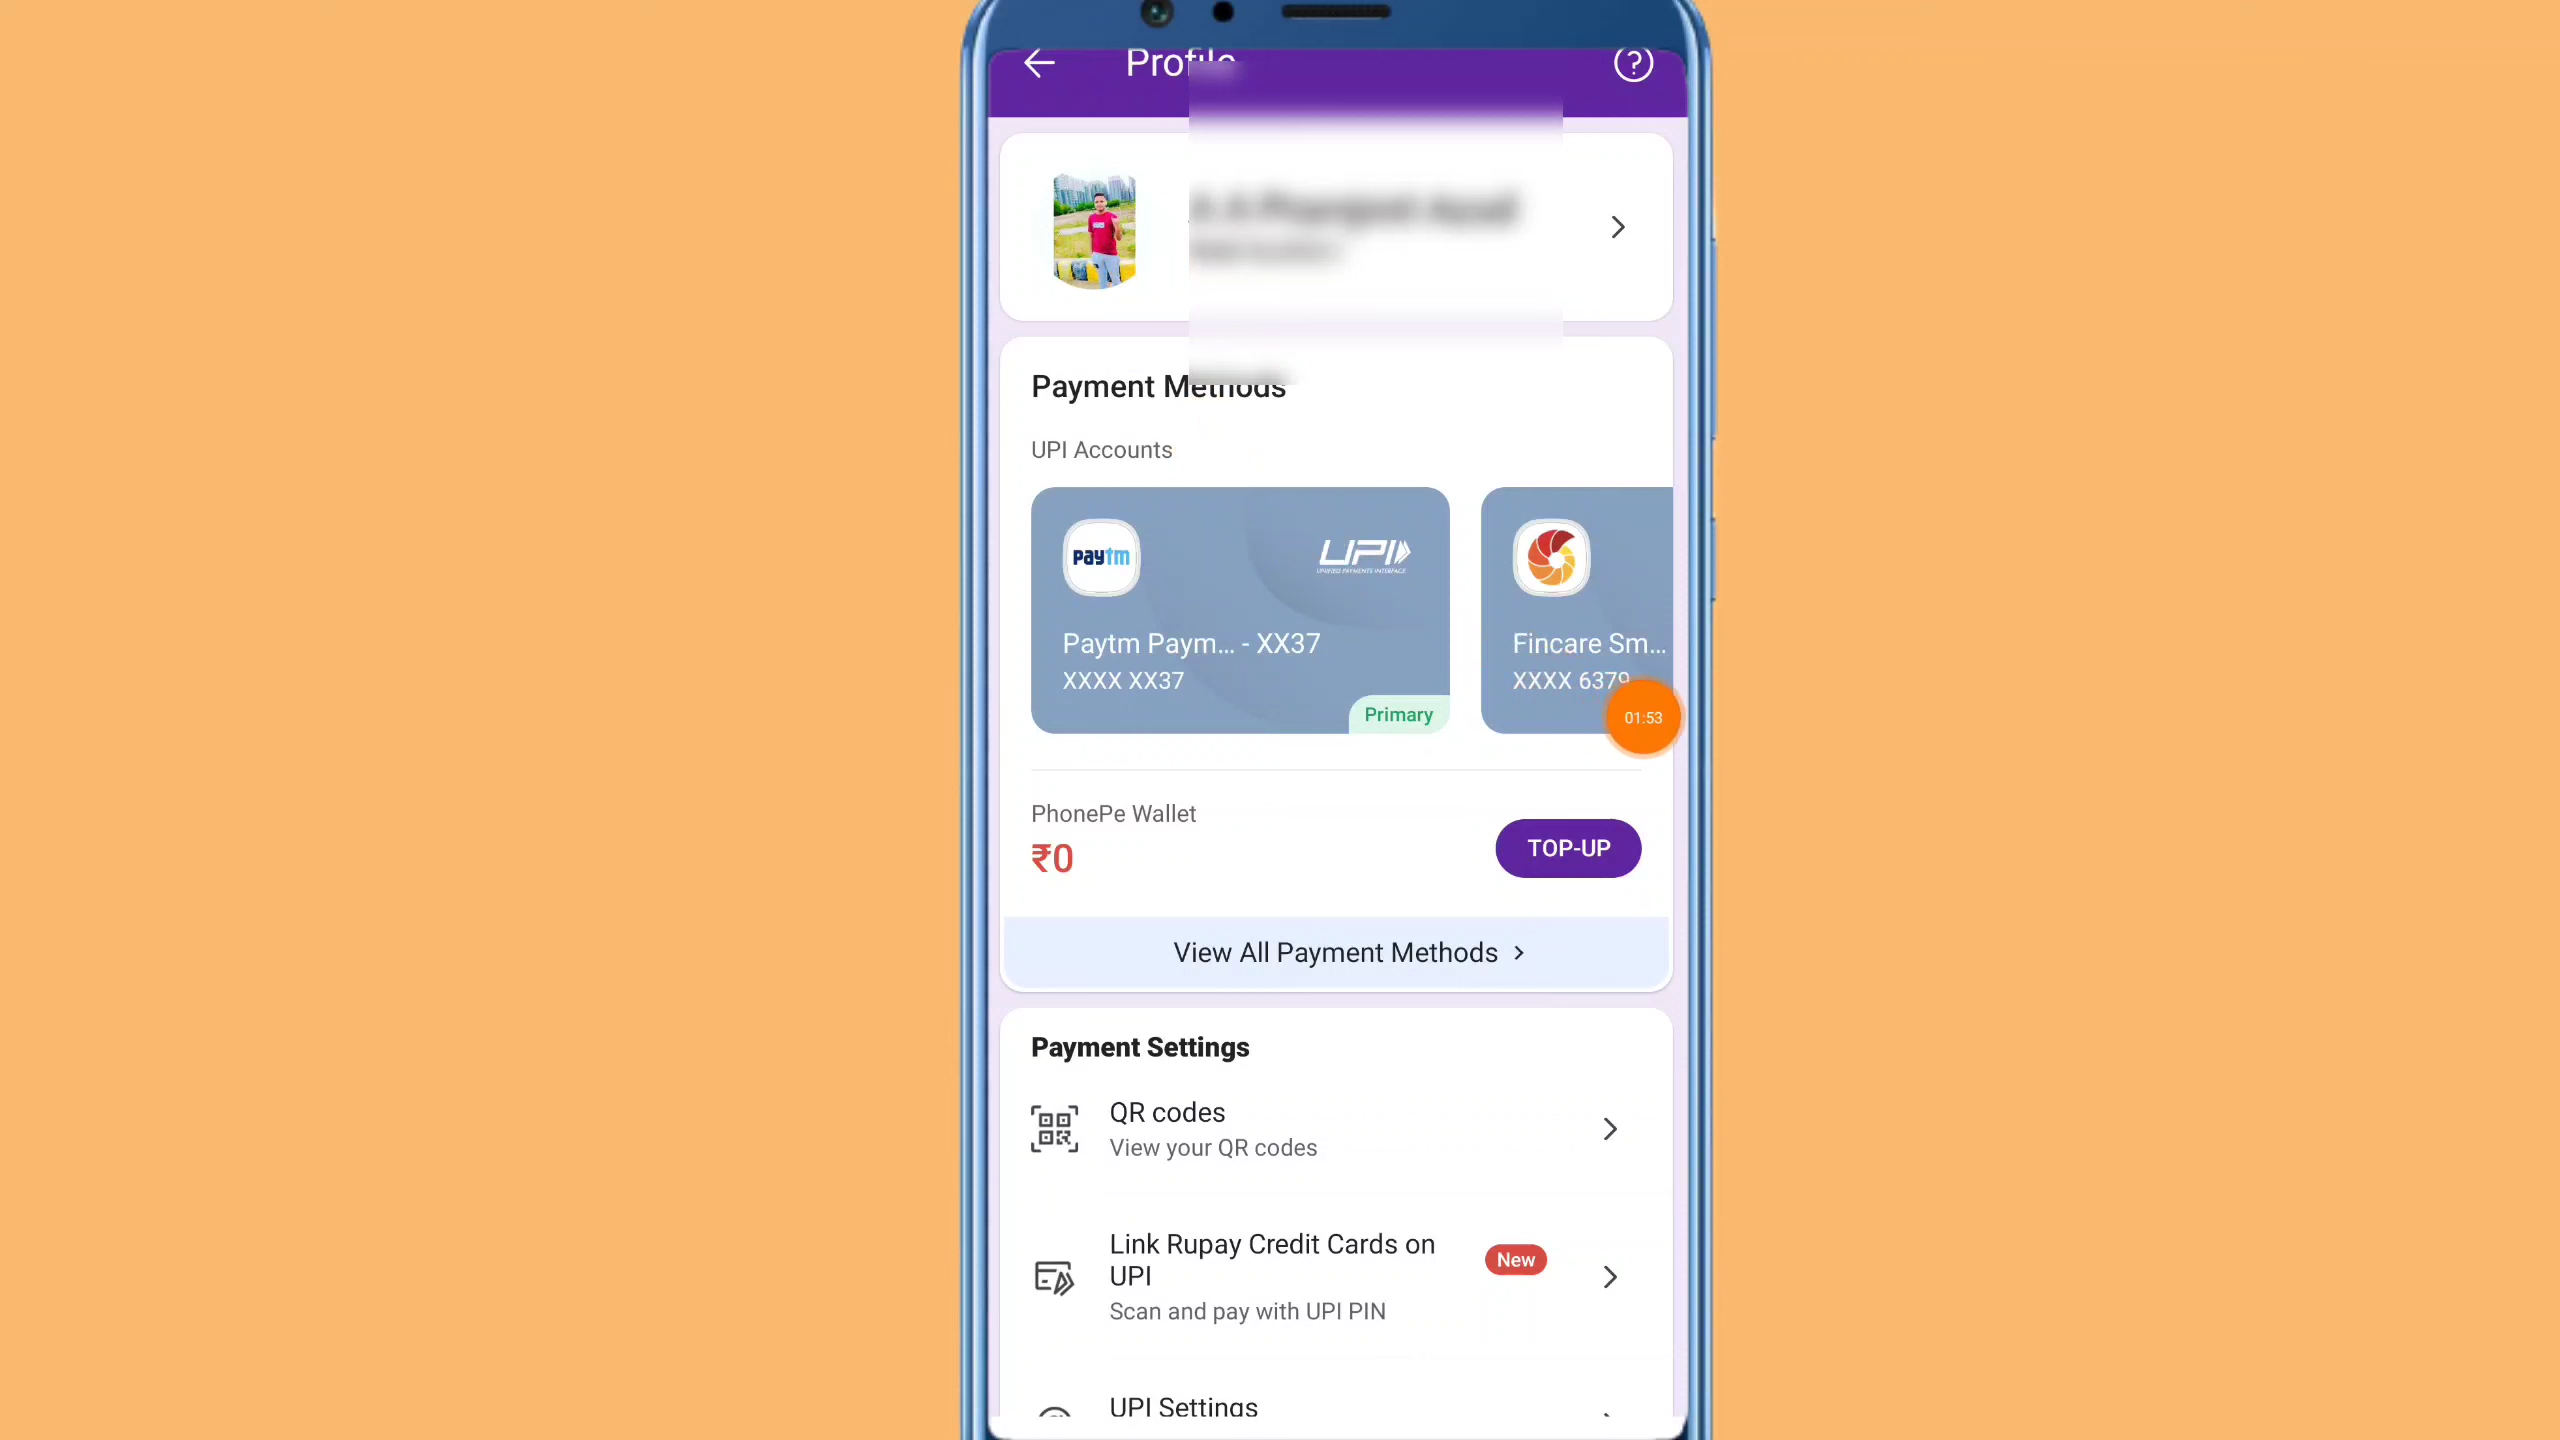 Profile
Payment Methods
UPI Accounts
paytm
UPI
UNIFIED PAYMENTS INTERFACE
Paytm Paym... - XX37
XXXX XX37
Primary
Fincare Sm...
XXXX 6379
01:53
PhonePe Wallet
₹0
TOP-UP
View All Payment Methods
Payment Settings
QR codes
View your QR codes
Link Rupay Credit Cards on
UPI
New
Scan and pay with UPI PIN
UPI Settings